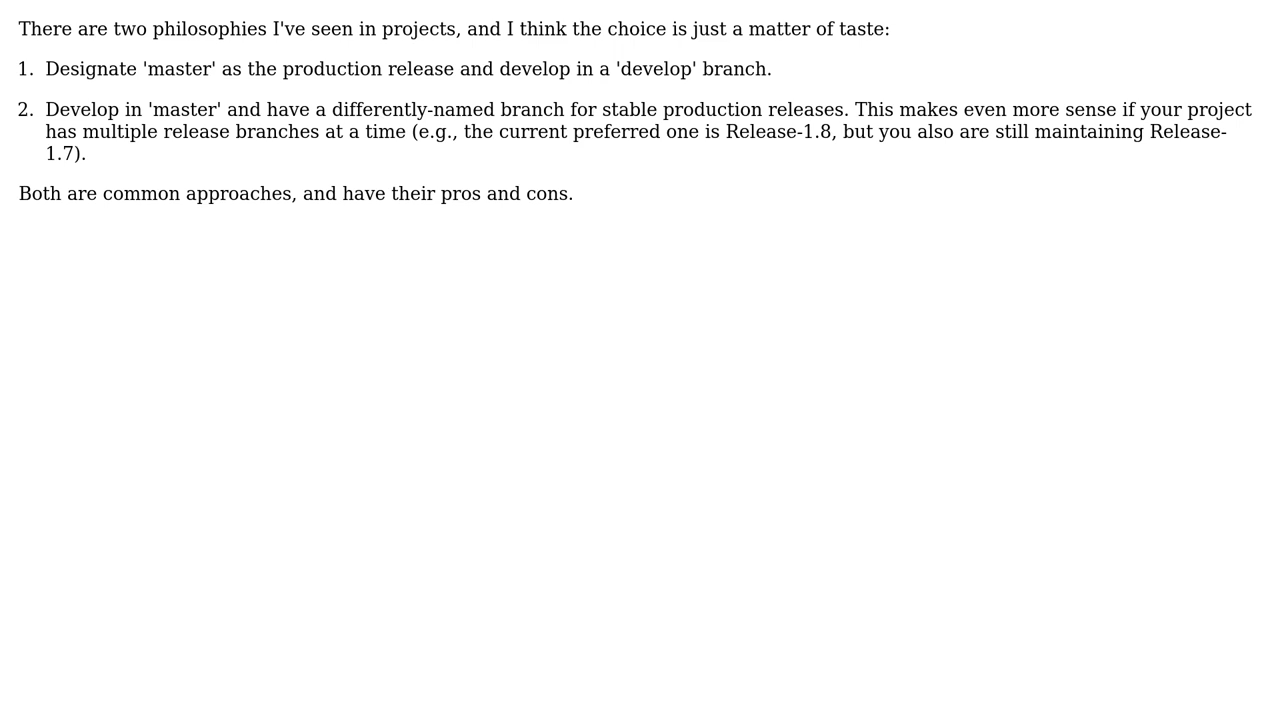 There are two philosophies I've seen in projects, and I think the choice is just a matter of taste:
1. Designate 'master' as the production release and develop in a 'develop' branch.
2. Develop in 'master' and have a differently-named branch for stable production releases. This makes even more sense if your project
has multiple release branches at a time (e.g., the current preferred one is Release-1.8, but you also are still maintaining Release-
1.7).
Both are common approaches, and have their pros and cons.